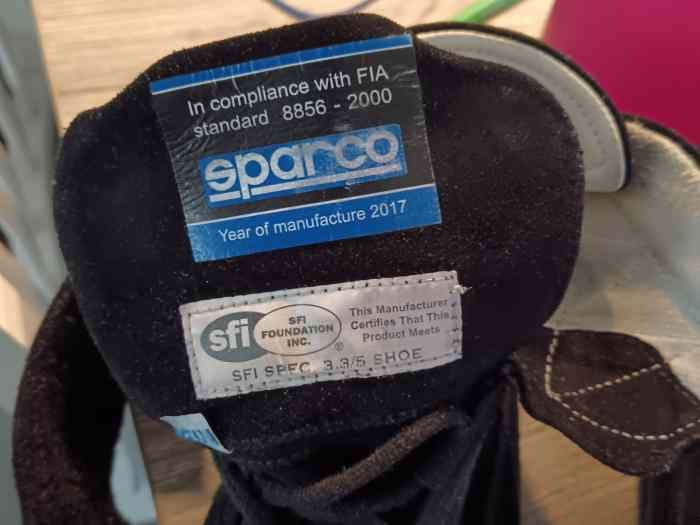 In compliance with FIA
standard 8856 - 2000
sparco
Year of manufacture 2017
sfi
SFI
FOUNDATION
INC.
®
This Manufacturer
Certifies That This
Product Meets
SFI SPEC. 3.3/5 SHOE